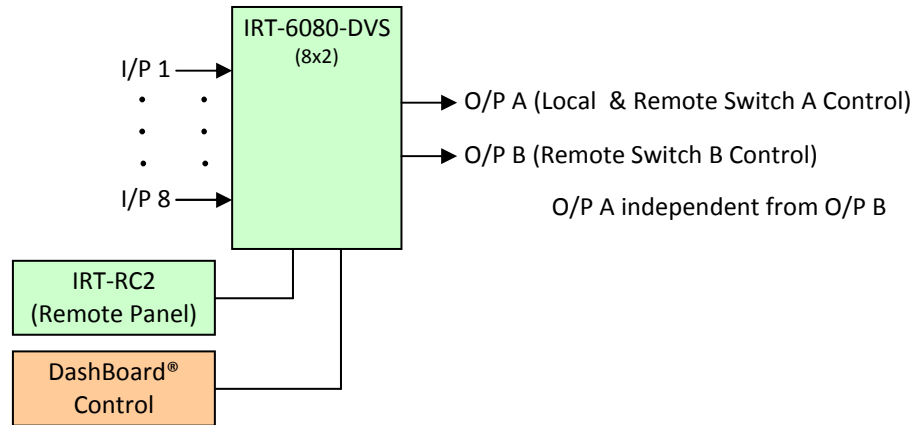 IRT-6080-DVS
(8x2)
I/P 1
I/P 8
O/P A (Local & Remote Switch A Control)
O/P B (Remote Switch B Control)
O/P A independent from O/P B
IRT-RC2
(Remote Panel)
DashBoard®
Control